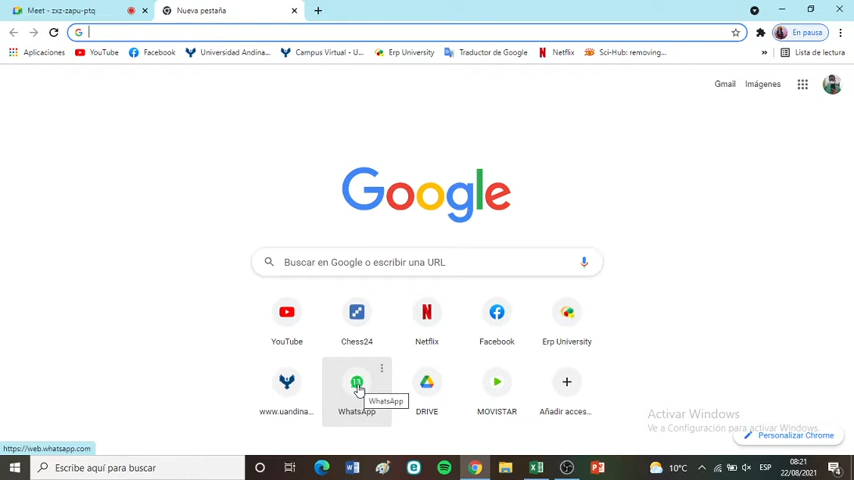 Meet - zxz-zapu-ptq
Nueva pestaña
En pausa
Aplicaciones
YouTube
Facebook
Universidad Andina...
Campus Virtual - U...
Erp University
Traductor de Google
Netflix
Sci-Hub: removing...
»
Lista de lectura
Gmail
Imágenes
Google
Buscar en Google o escribir una URL
YouTube
Chess24
Netflix
Facebook
Erp University
www.uandina...
WhatsApp
DRIVE
MOVISTAR
Añadir acces...
WhatsApp
Activar Windows
Ve a Configuración para activar Windows.
Personalizar Chrome
https://web.whatsapp.com
Escribe aquí para buscar
10°C
ESP
08:21
22/08/2021
4